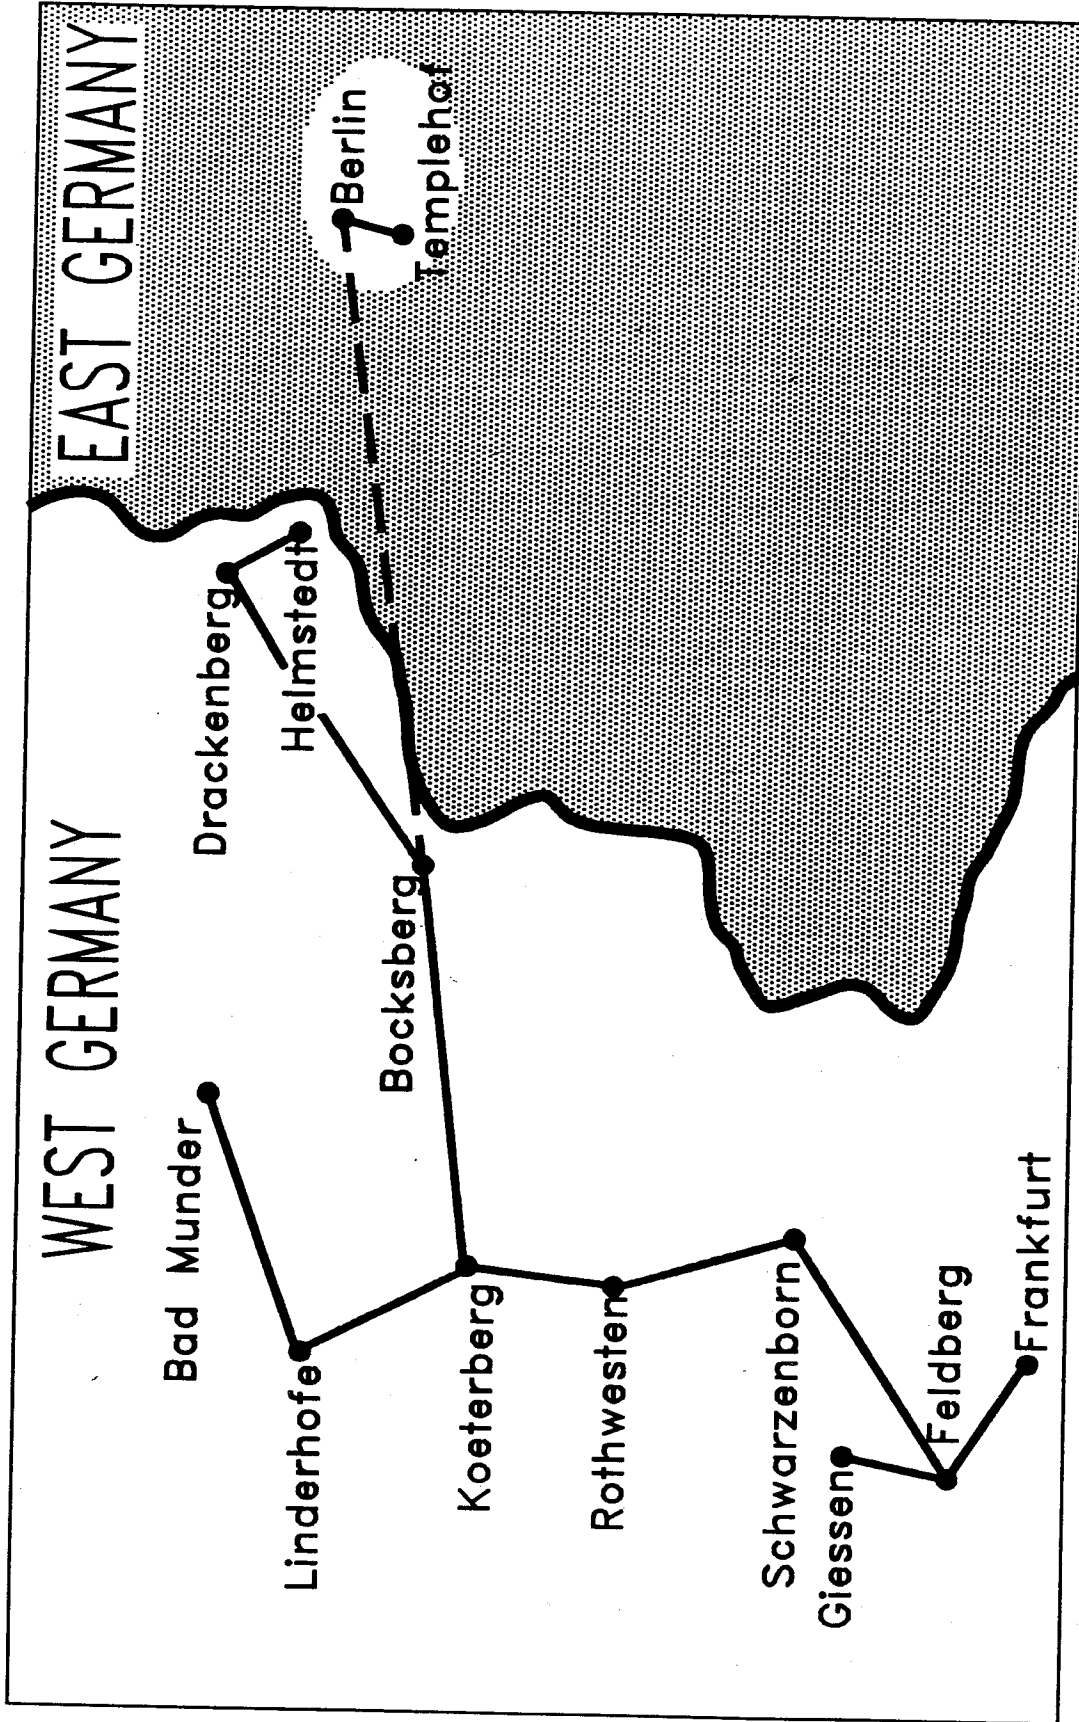 WEST GERMANY
EAST GERMANY
Bad Munder
Drackenberg
Helmstedt
Berlin
Templehof
Linderhofe
Bocksberg
Koeterberg
Rothwesten
Schwarzenborn
Giessen
Feldberg
Frankfurt